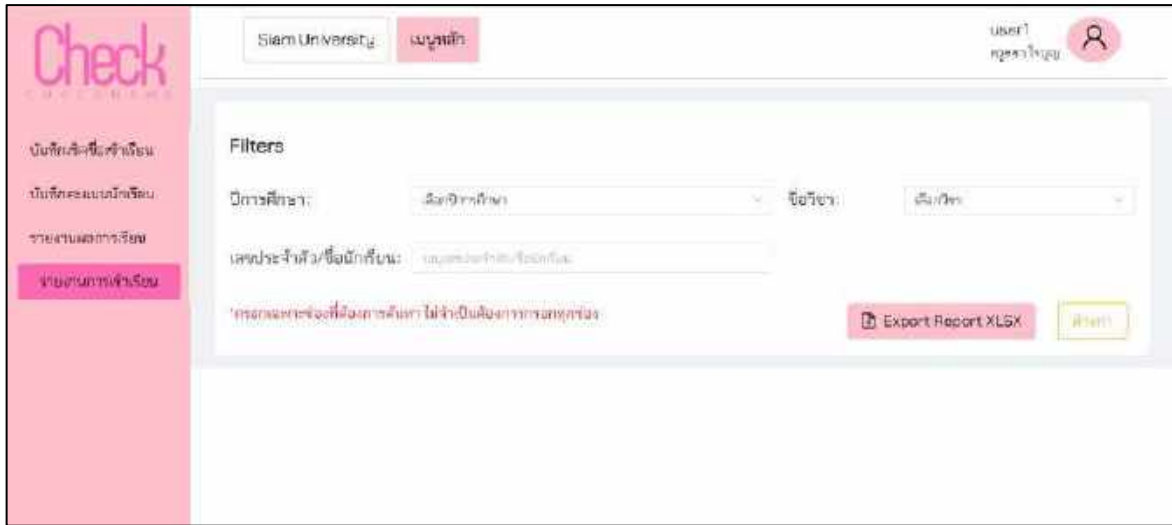 Check
CHECKNAME
Siam University
เมนูหลัก
user1
บันทึกเช็คชื่อเข้าเรียน
บันทึกคะแนนนักเรียน
รายงานผลการเรียน
รายงานการเข้าเรียน
Filters
ปีการศึกษา:
เลือกปีการศึกษา
ชื่อวิชา:
เลือกวิชา
เลขประจำตัว/ชื่อนักเรียน:
*กรอกเฉพาะช่องที่ต้องการค้นหา ไม่จำเป็นต้องการกรอกทุกช่อง
Export Report XLSX
ล้างค่า